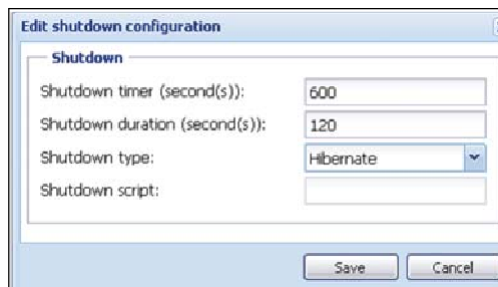 Edit shutdown configuration
Shutdown
Shutdown timer (second(s)): 600
Shutdown duration (second(s)): 120
Shutdown type: Hibernate
Shutdown script:
Save Cancel